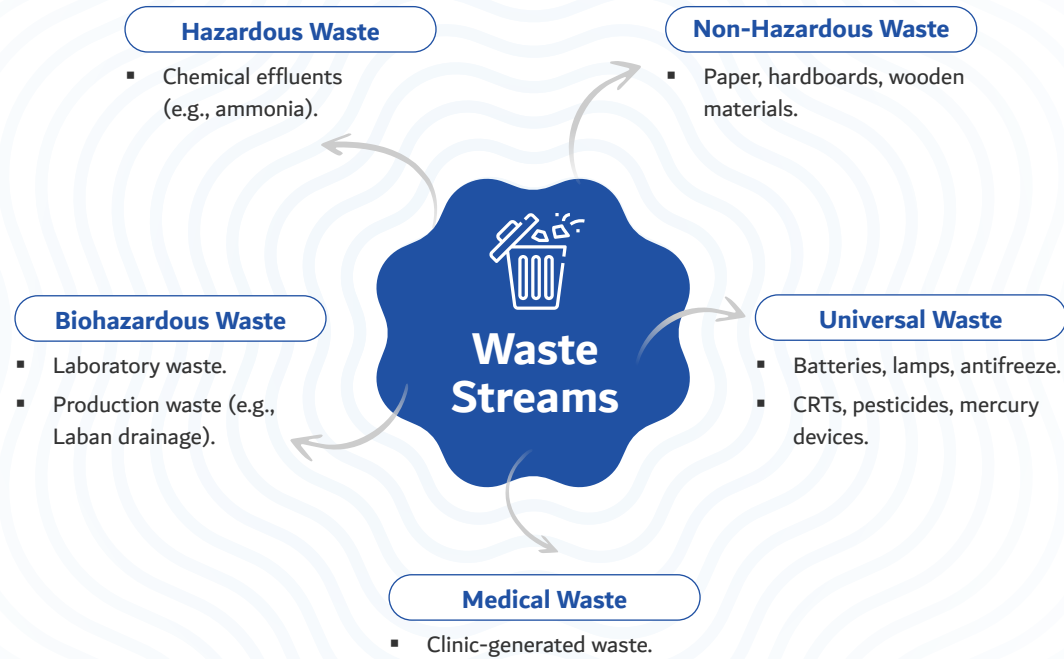 Hazardous Waste
▪ Chemical effluents
(e.g., ammonia).
Non-Hazardous Waste
▪ Paper, hardboards, wooden
materials.
Waste
Streams
Biohazardous Waste
▪ Laboratory waste.
▪ Production waste (e.g.,
Laban drainage).
Universal Waste
▪ Batteries, lamps, antifreeze.
▪ CRTs, pesticides, mercury
devices.
Medical Waste
▪ Clinic-generated waste.